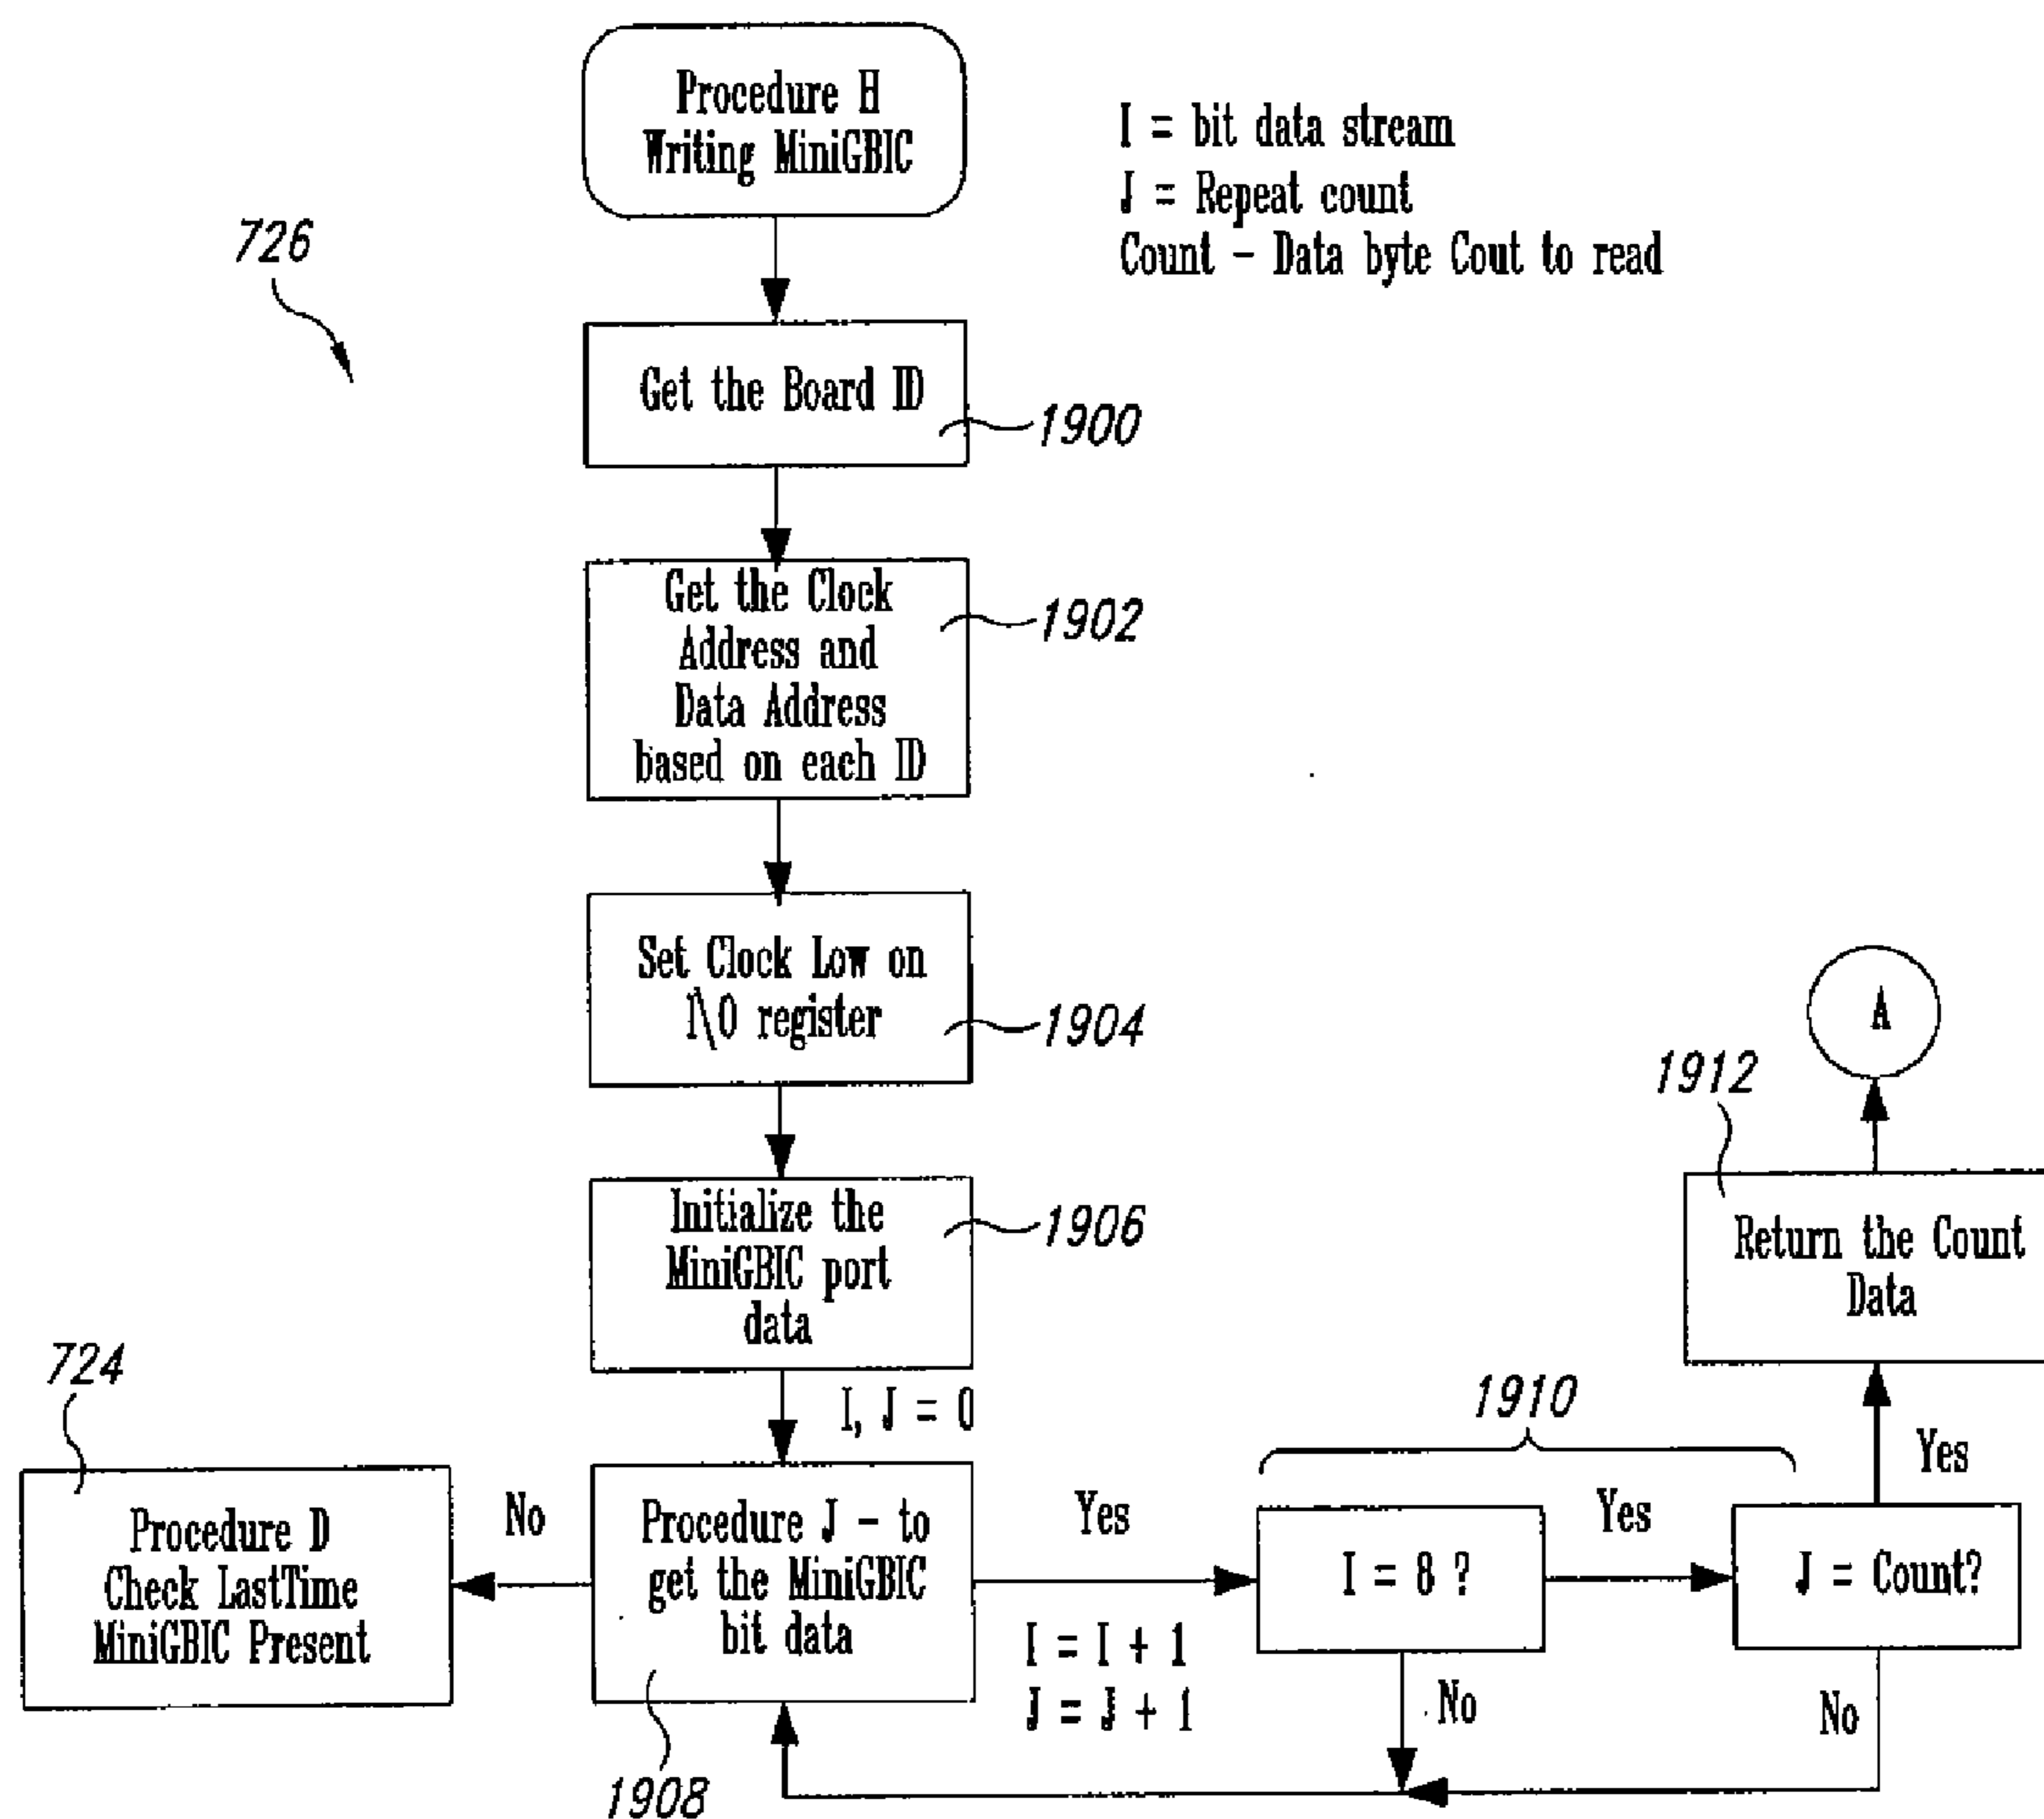 Procedure H
Writing MiniGBIC
I = bit data stream
J = Repeat count
Count - Data byte Cout to read
726
Get the Board ID
1900
Get the Clock
Address and
Data Address
based on each ID
1902
Set Clock Low on
I\O register
1904
A
1912
Initialize the
MiniGBIC port
data
1906
Return the Count
Data
I, J = 0
724
Procedure D
Check LastTime
MiniGBIC Present
No
Procedure J - to
get the MiniGBIC
bit data
1908
Yes
I = I + 1
J = J + 1
1910
I = 8 ?
Yes
No
J = Count?
Yes
No